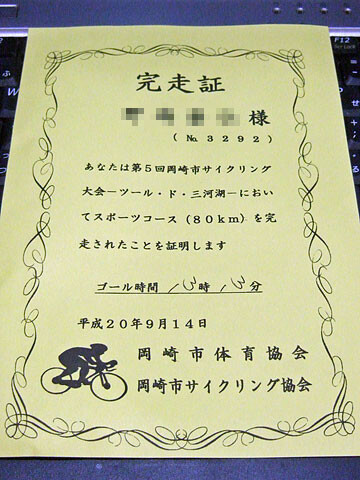 完走証
様
(№3292)
あなたは第5回岡崎市サイクリング
大会－ツール・ド・三河湖－におい
てスポーツコース(80km)を完
走されたことを証明します
ゴール時間 13時 13分
平成20年9月14日
岡崎市体育協会
岡崎市サイクリング協会
F12